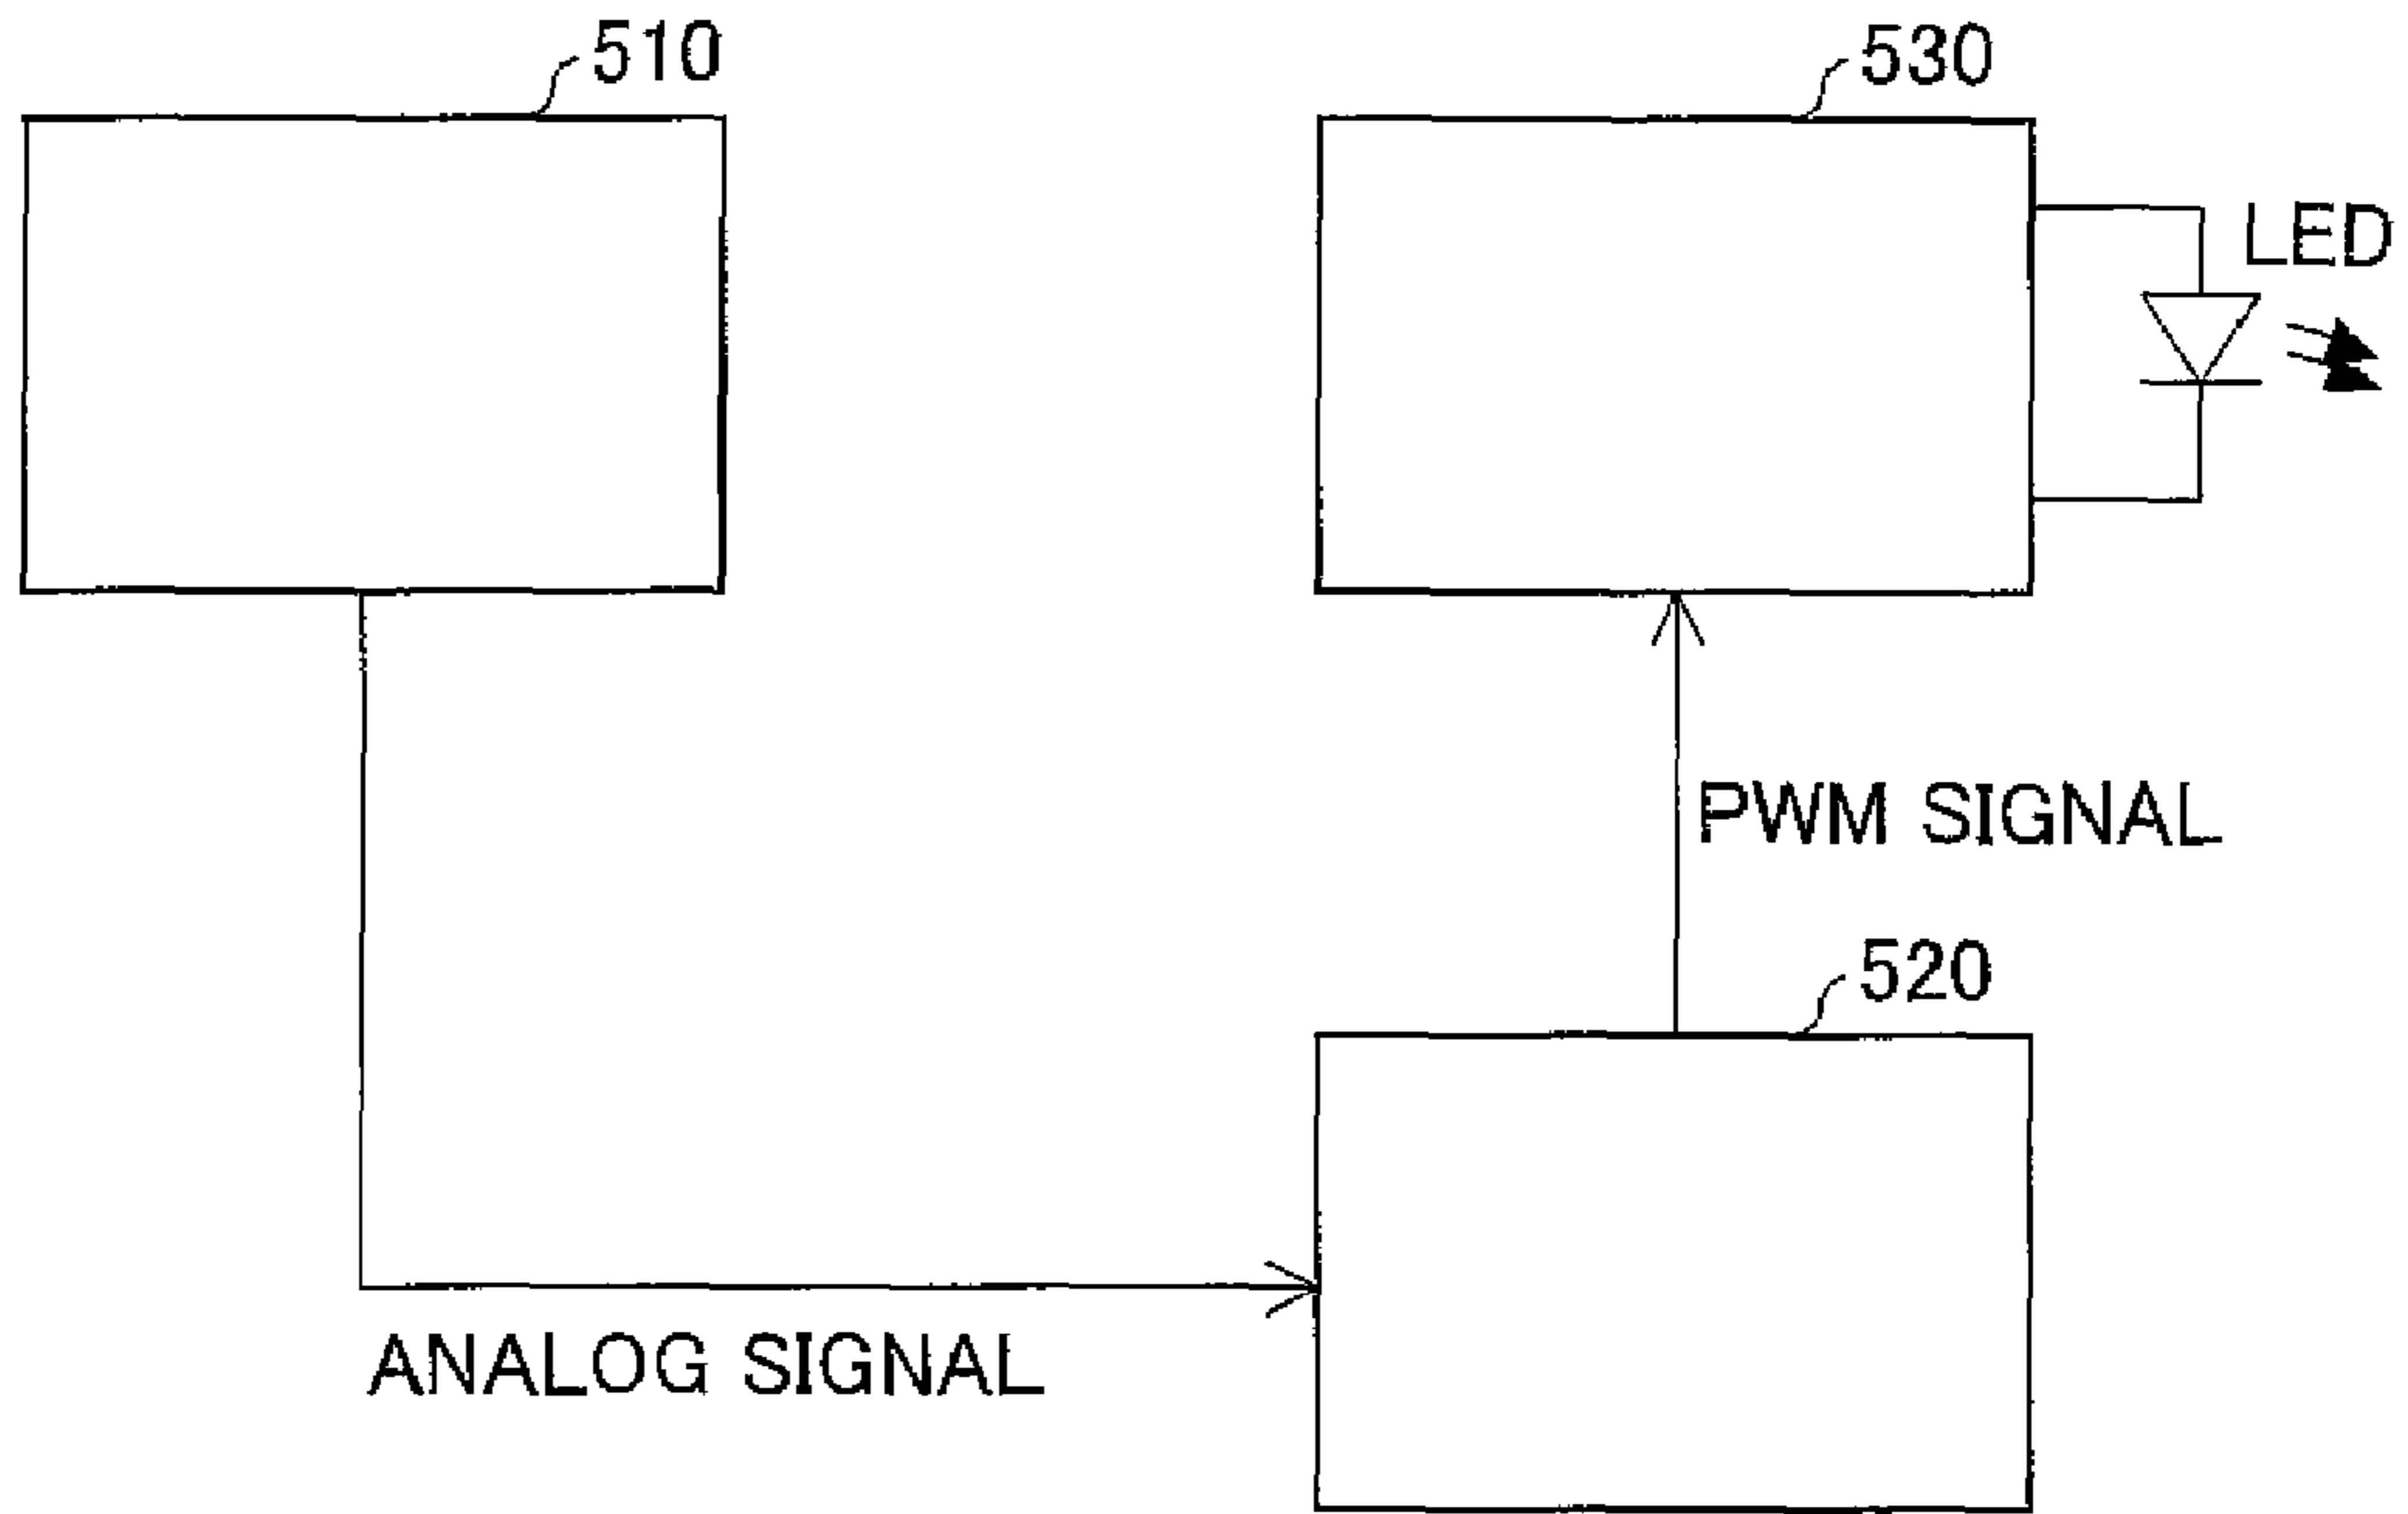 510
530
LED
PWM SIGNAL
520
ANALOG SIGNAL